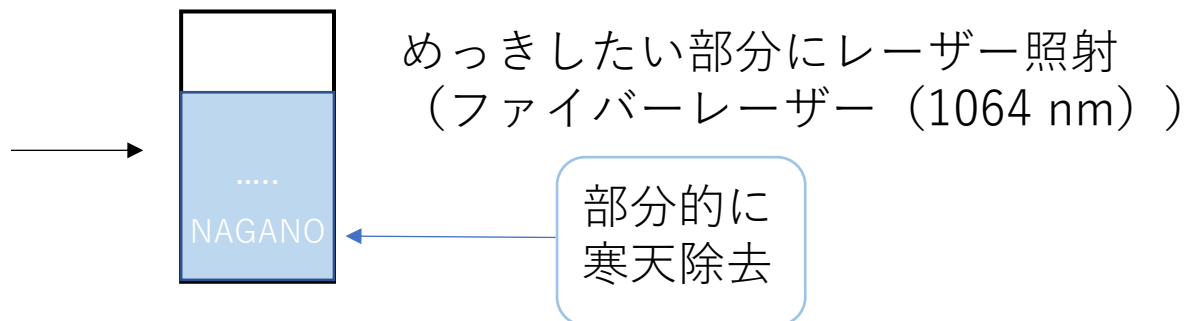 めっきしたい部分にレーザー照射
（ファイバーレーザー（1064 nm））
.....
NAGANO
部分的に
寒天除去